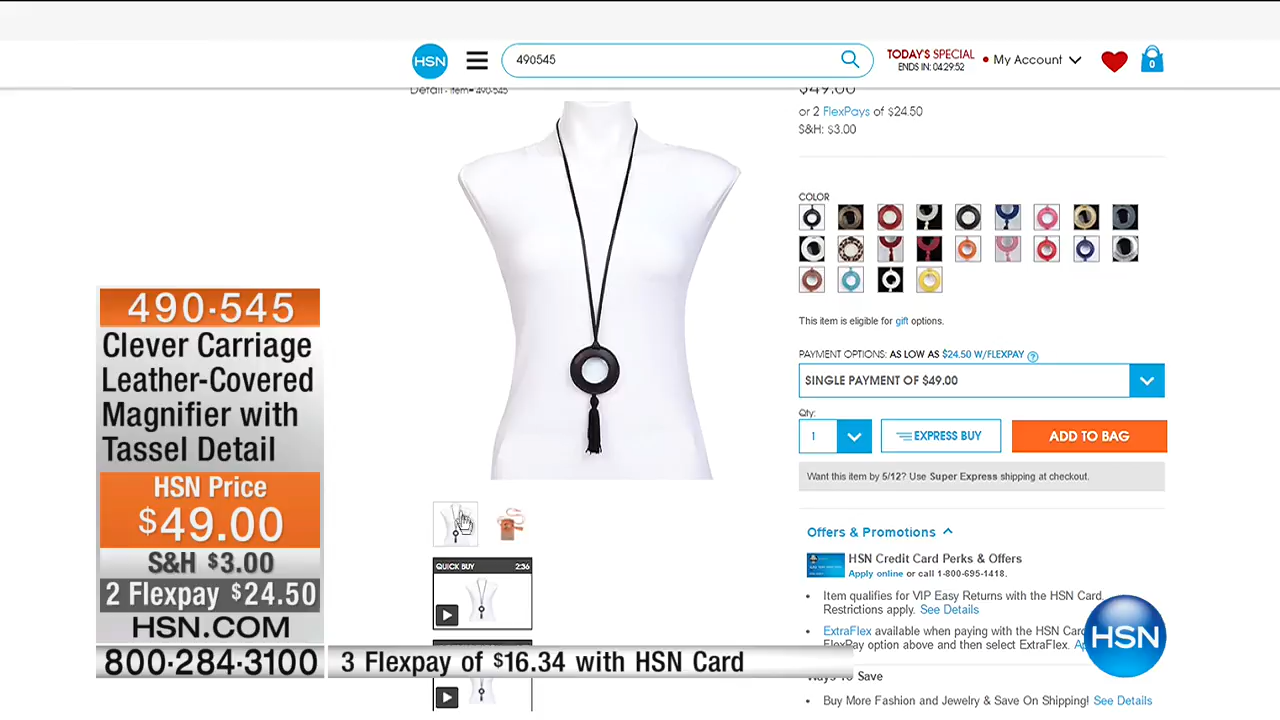 HSN
490545
TODAY'S SPECIAL
ENDS IN: 04:29:52
My Account
0
$49.00
or 2 FlexPays of $24.50
S&H: $3.00
COLOR
This item is eligible for gift options.
PAYMENT OPTIONS: AS LOW AS $24.50 W/FLEXPAY ?
SINGLE PAYMENT OF $49.00
Qty:
1
EXPRESS BUY
ADD TO BAG
Want this item by 5/12? Use Super Express shipping at checkout.
Offers & Promotions
HSN Credit Card Perks & Offers
Apply online or call 1-800-695-1418.
• Item qualifies for VIP Easy Returns with the HSN Card.
Restrictions apply. See Details
• ExtraFlex available when paying with the HSN Card
FlexPay option above and then select ExtraFlex.
Ways To Save
• Buy More Fashion and Jewelry & Save On Shipping! See Details
QUICK BUY 2:36
490·545
Clever Carriage
Leather-Covered
Magnifier with
Tassel Detail
HSN Price
$49.00
S&H $3.00
2 Flexpay $24.50
HSN.COM
800·284·3100
3 Flexpay of $16.34 with HSN Card
HSN